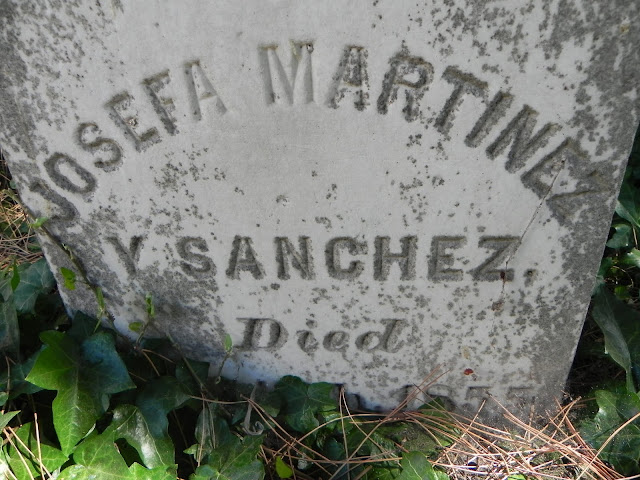 JOSEFA MARTINEZ
Y SANCHEZ.
Died